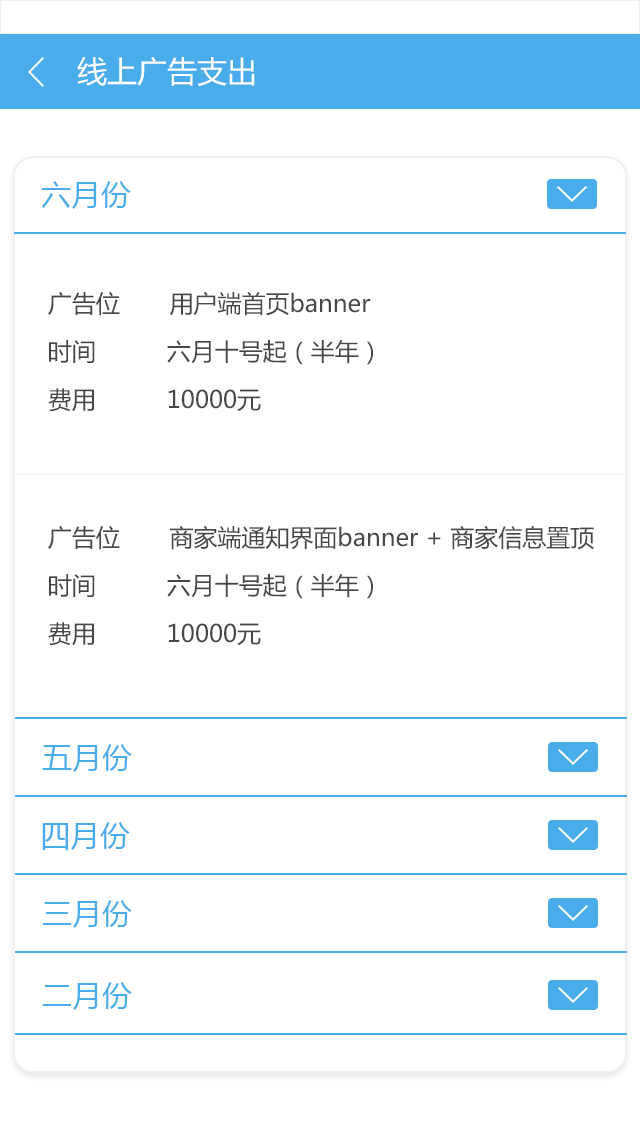 线上广告支出
六月份
广告位 用户端首页banner
时间 六月十号起（半年）
费用 10000元
广告位 商家端通知界面banner + 商家信息置顶
时间 六月十号起（半年）
费用 10000元
五月份
四月份
三月份
二月份